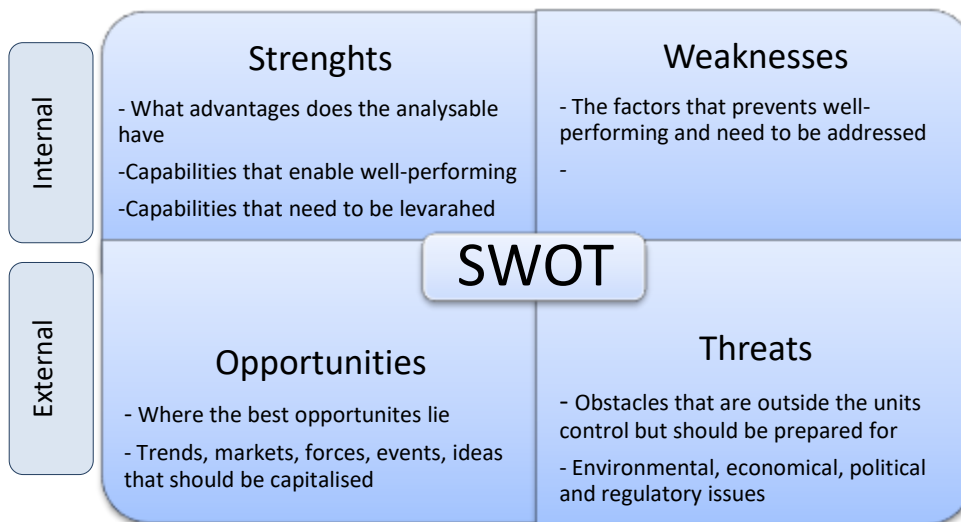 Internal
Strenghts
- What advantages does the analysable
have
-Capabilities that enable well-performing
-Capabilities that need to be levarahed
Weaknesses
- The factors that prevents well-
performing and need to be addressed
-
SWOT
External
Opportunities
- Where the best opportunites lie
- Trends, markets, forces, events, ideas
that should be capitalised
Threats
- Obstacles that are outside the units
control but should be prepared for
- Environmental, economical, political
and regulatory issues